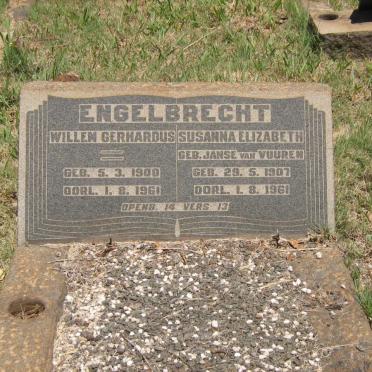 ENGELBRECHT
WILLEM GERHARDUS
GEB. 5. 3. 1900
OORL. 1. 8. 1961
SUSANNA ELIZABETH
GEB. JANSE VAN VUUREN
GEB. 29. 5. 1907
OORL. 1. 8. 1961
OPENB. 14 VERS 13